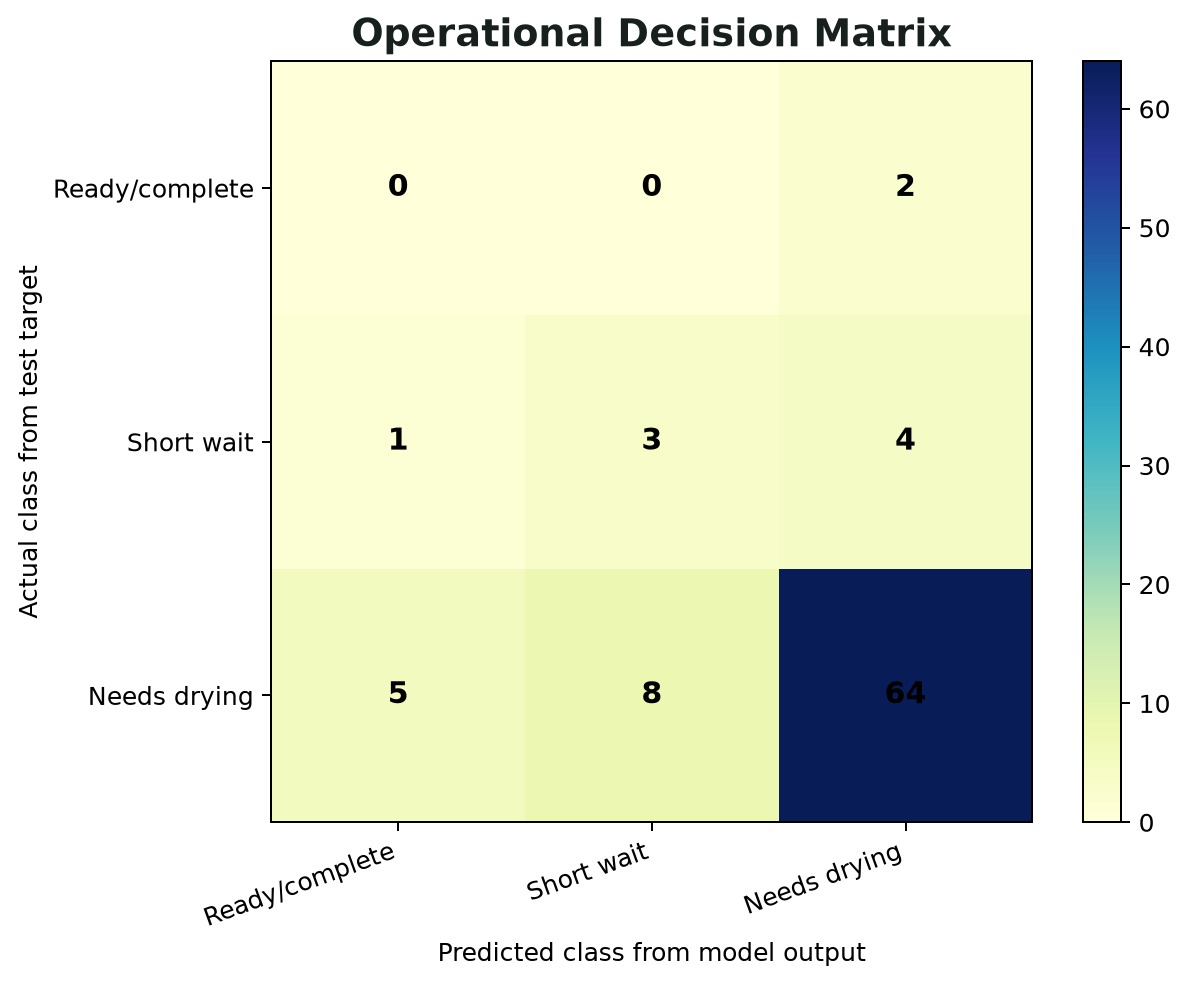 Operational Decision Matrix
Actual class from test target
Ready/complete
0 0 2
Short wait
1 3 4
Needs drying
5 8 64
Ready/complete
Short wait
Needs drying
Predicted class from model output
60
50
40
30
20
10
0